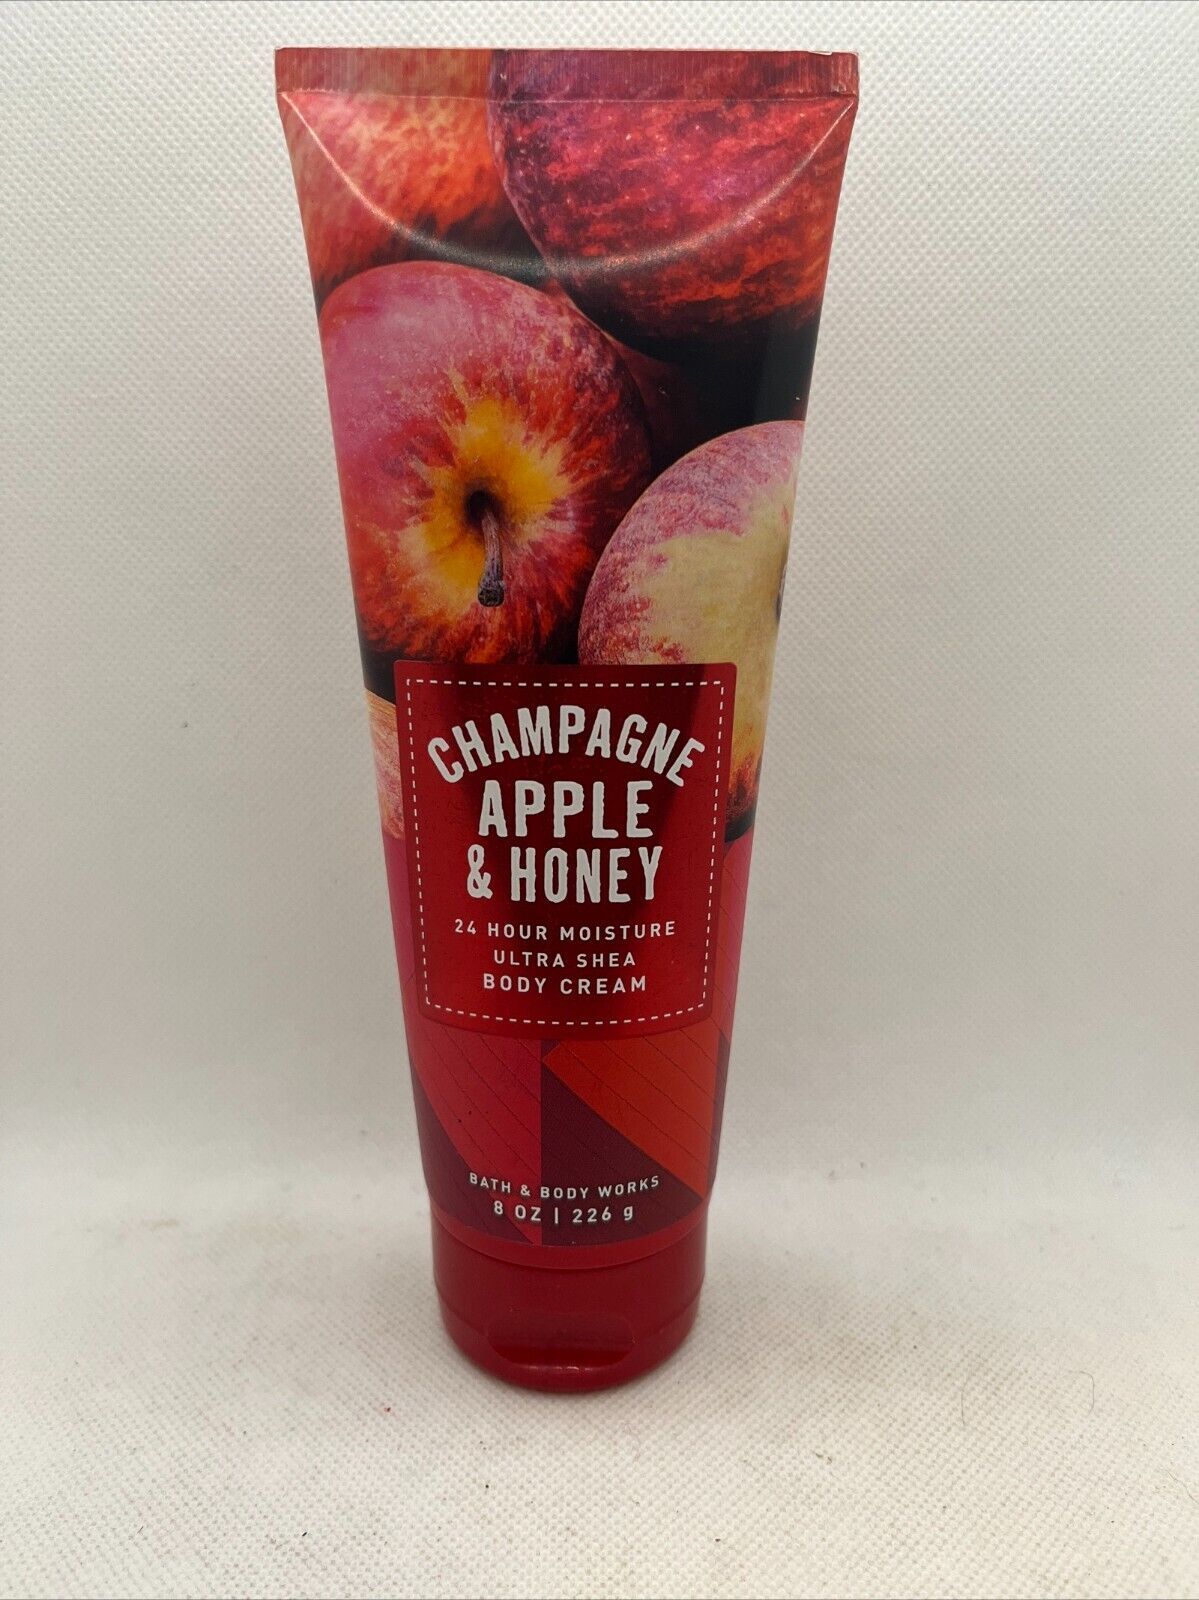 CHAMPAGNE
APPLE
& HONEY
24 HOUR MOISTURE
ULTRA SHEA
BODY CREAM
BATH & BODY WORKS
8 OZ | 226 g